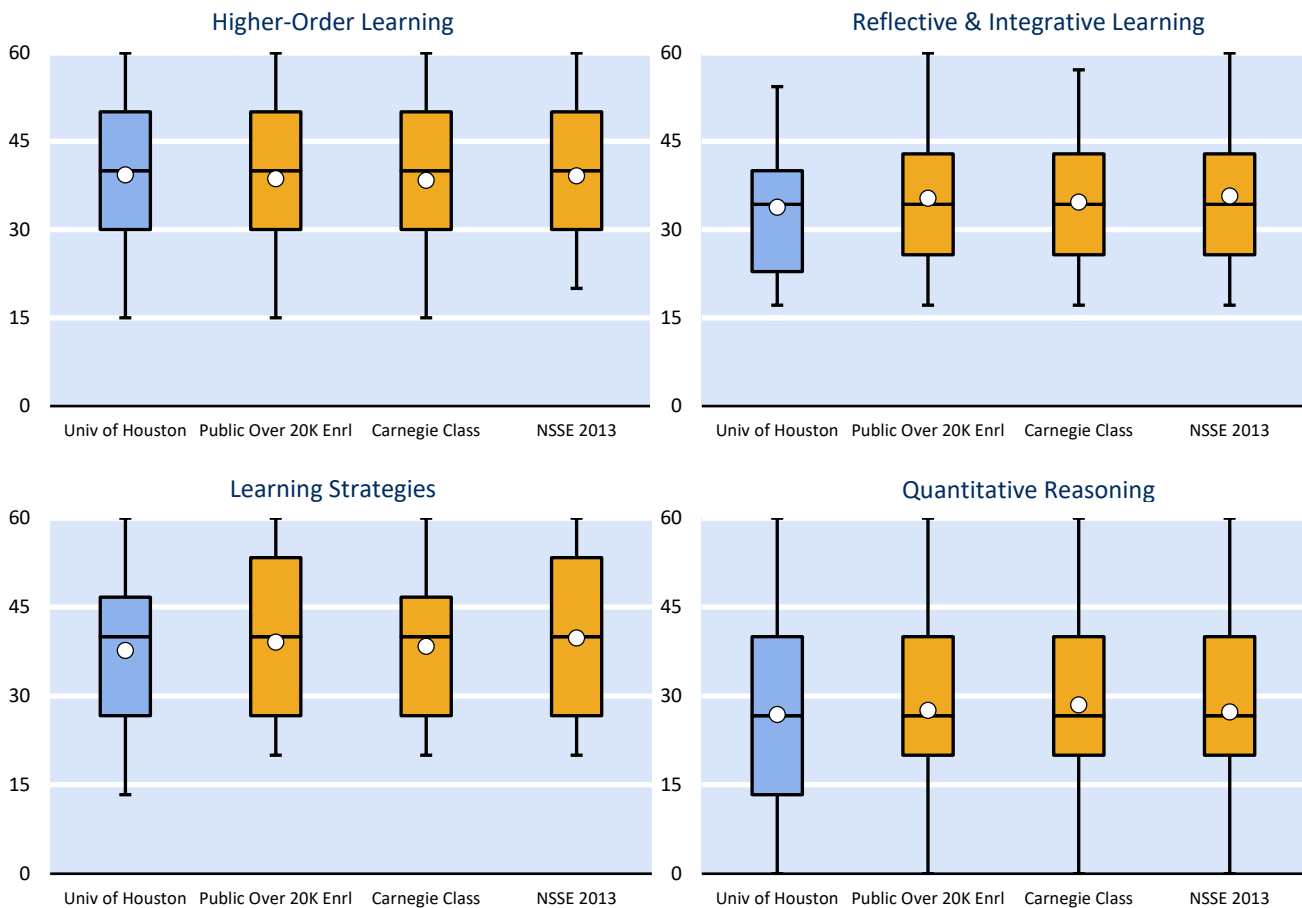 Higher-Order Learning
60
45
30
15
0
Univ of Houston Public Over 20K Enrl Carnegie Class NSSE 2013
Reflective & Integrative Learning
60
45
30
15
0
Univ of Houston Public Over 20K Enrl Carnegie Class NSSE 2013
Learning Strategies
60
45
30
15
0
Univ of Houston Public Over 20K Enrl Carnegie Class NSSE 2013
Quantitative Reasoning
60
45
30
15
0
Univ of Houston Public Over 20K Enrl Carnegie Class NSSE 2013